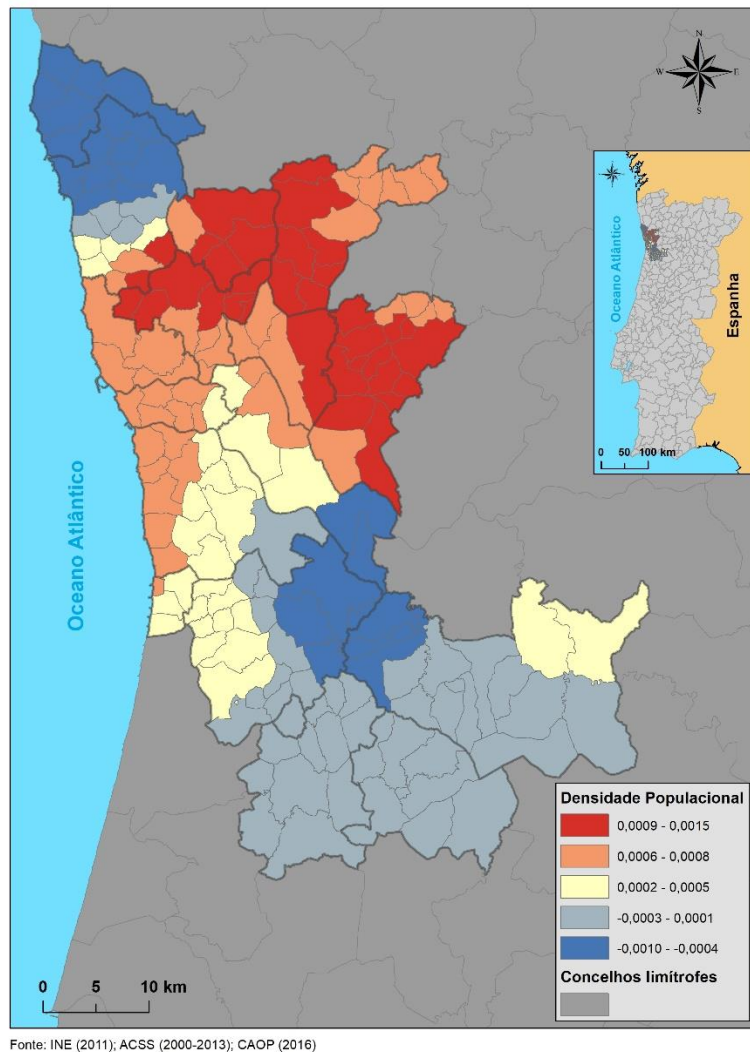 N
W E
S
Oceano Atlântico
Espanha
0 50 100 km
Oceano Atlântico
Densidade Populacional
0,0009 - 0,0015
0,0006 - 0,0008
0,0002 - 0,0005
-0,0003 - 0,0001
-0,0010 - -0,0004
Concelhos limítrofes
0 5 10 km
Fonte: INE (2011); ACSS (2000-2013); CAOP (2016)